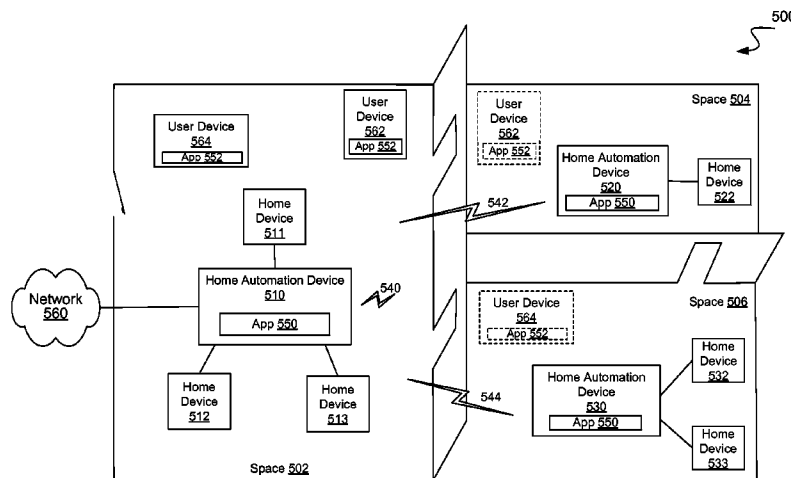 500
Space 504
User
Device
562
App 552
User
Device
562
App 552
User Device
564
App 552
Home Automation
Device
520
App 550
Home
Device
522
Home
Device
511
542
Home Automation Device
510
App 550
540
Network
560
Space 506
User Device
564
App 552
Home
Device
532
Home
Device
512
Home
Device
513
544
Home Automation
Device
530
App 550
Home
Device
533
Space 502